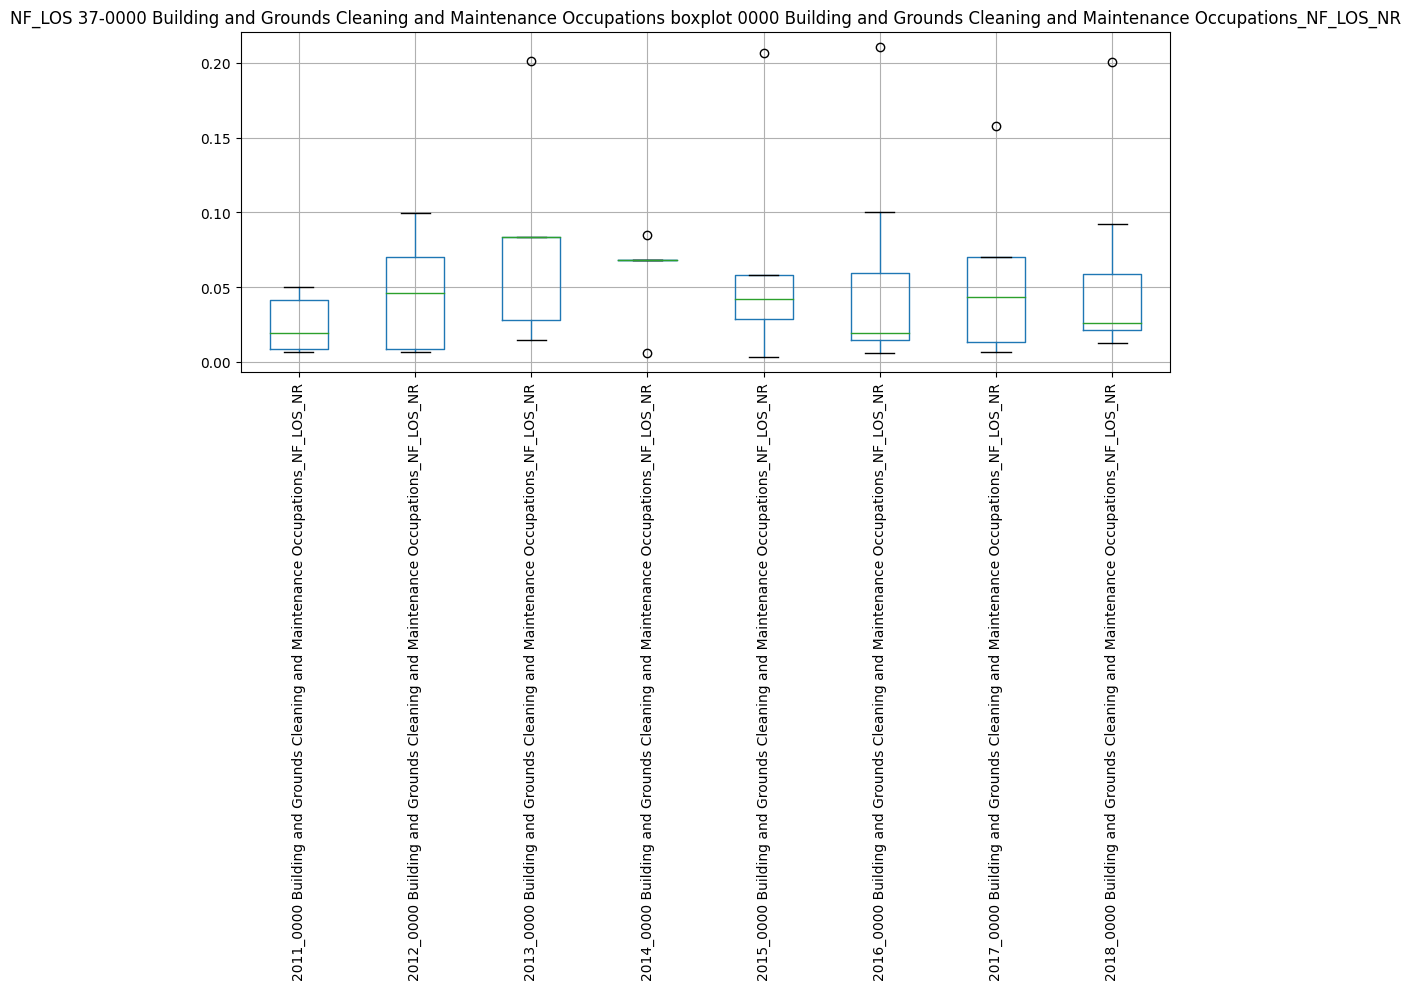 NF_LOS 37-0000 Building and Grounds Cleaning and Maintenance Occupations boxplot 0000 Building and Grounds Cleaning and Maintenance Occupations_NF_LOS_NR
0.20
0.15
0.10
0.05
0.00
2011_0000 Building and Grounds Cleaning and Maintenance Occupations_NF_LOS_NR
2012_0000 Building and Grounds Cleaning and Maintenance Occupations_NF_LOS_NR
2013_0000 Building and Grounds Cleaning and Maintenance Occupations_NF_LOS_NR
2014_0000 Building and Grounds Cleaning and Maintenance Occupations_NF_LOS_NR
2015_0000 Building and Grounds Cleaning and Maintenance Occupations_NF_LOS_NR
2016_0000 Building and Grounds Cleaning and Maintenance Occupations_NF_LOS_NR
2017_0000 Building and Grounds Cleaning and Maintenance Occupations_NF_LOS_NR
2018_0000 Building and Grounds Cleaning and Maintenance Occupations_NF_LOS_NR